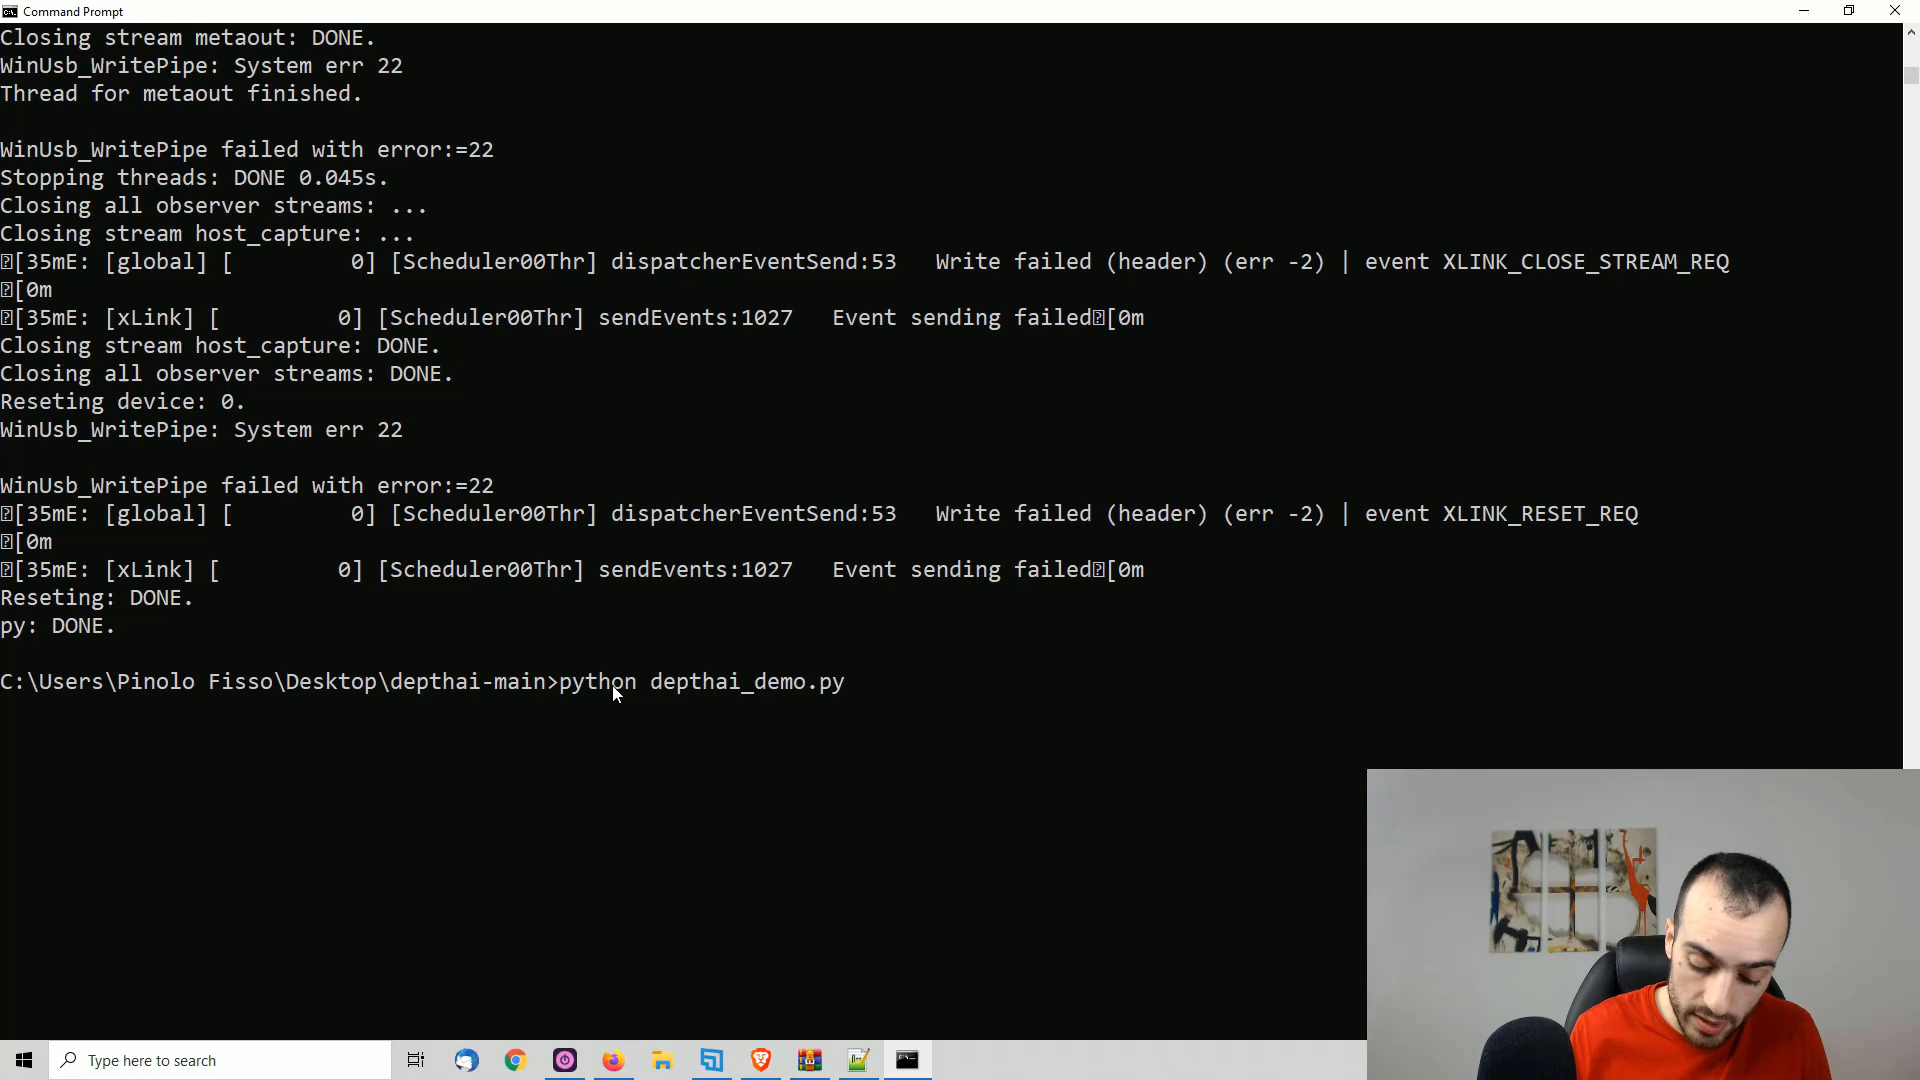 Command Prompt
Closing stream metaout: DONE.
WinUsb_WritePipe: System err 22
Thread for metaout finished.
WinUsb_WritePipe failed with error:=22
Stopping threads: DONE 0.045s.
Closing all observer streams: ...
Closing stream host_capture: ...
[35mE: [global] [         0] [Scheduler00Thr] dispatcherEventSend:53   Write failed (header) (err -2) | event XLINK_CLOSE_STREAM_REQ
[0m
[35mE: [xLink] [         0] [Scheduler00Thr] sendEvents:1027   Event sending failed[0m
Closing stream host_capture: DONE.
Closing all observer streams: DONE.
Reseting device: 0.
WinUsb_WritePipe: System err 22
WinUsb_WritePipe failed with error:=22
[35mE: [global] [         0] [Scheduler00Thr] dispatcherEventSend:53   Write failed (header) (err -2) | event XLINK_RESET_REQ
[0m
[35mE: [xLink] [         0] [Scheduler00Thr] sendEvents:1027   Event sending failed[0m
Reseting: DONE.
py: DONE.
C:\Users\Pinolo Fisso\Desktop\depthai-main>python depthai_demo.py
Type here to search